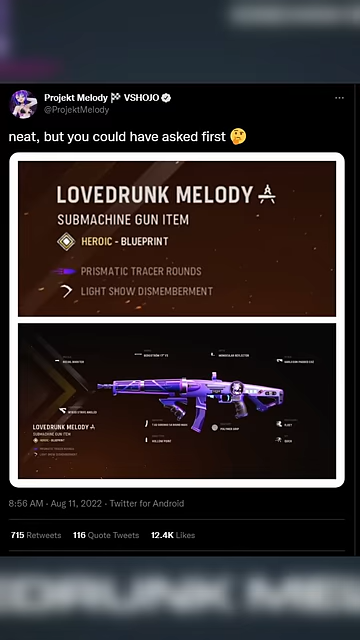 Projekt Melody VSHOJO
@ProjektMelody
neat, but you could have asked first 🤔
LOVEDRUNK MELODY
SUBMACHINE GUN ITEM
HEROIC - BLUEPRINT
PRISMATIC TRACER ROUNDS
LIGHT SHOW DISMEMBERMENT
LOVEDRUNK MELODY
SUBMACHINE GUN ITEM
HEROIC - BLUEPRINT
8:56 AM · Aug 11, 2022 · Twitter for Android
715 Retweets 116 Quote Tweets 12.4K Likes